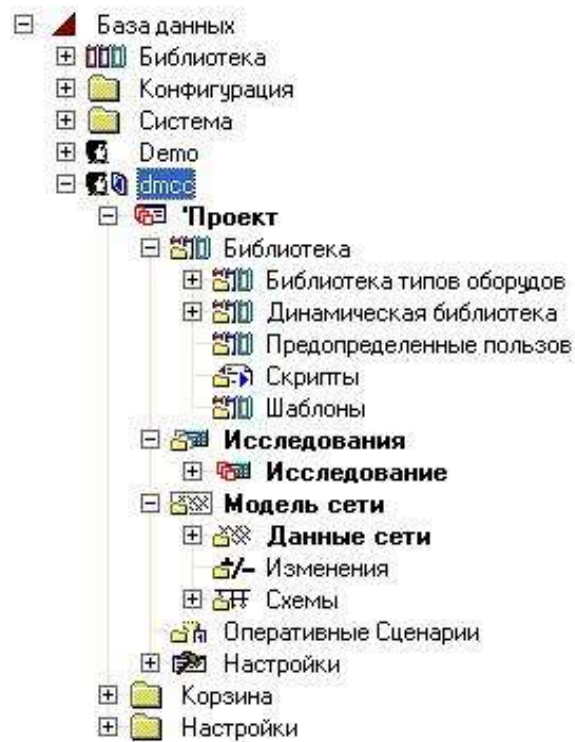 База данных
Библиотека
Конфигурация
Система
Demo
dmcc
'Проект
Библиотека
Библиотека типов оборудов
Динамическая библиотека
Предопределенные пользов
Скрипты
Шаблоны
Исследования
Исследование
Модель сети
Данные сети
Изменения
Схемы
Оперативные Сценарии
Настройки
Корзина
Настройки